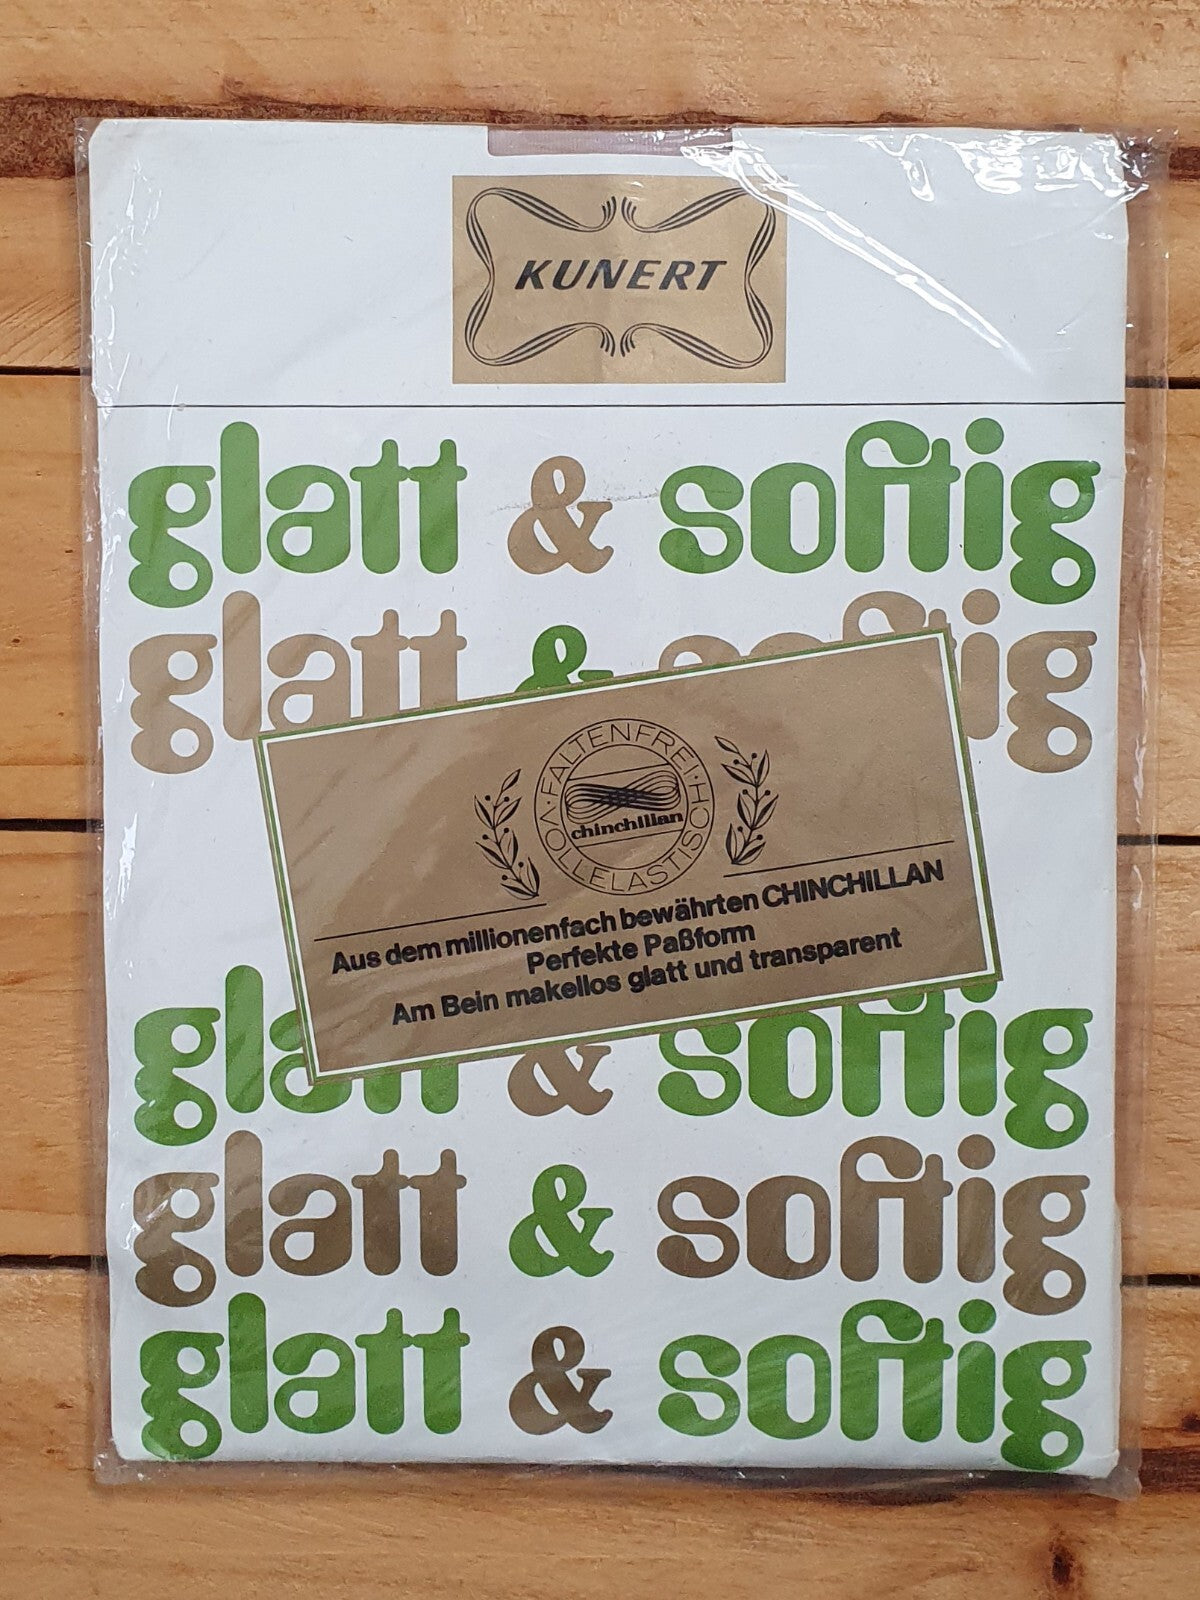 KUNERT
glatt & softig
glatt & softig
FALTENFREI · HOLLELASTISCH
chinchillan
Aus dem millionenfach bewährten CHINCHILLAN
Perfekte Paßform
Am Bein makellos glatt und transparent
glatt & softig
glatt & softig
glatt & softig